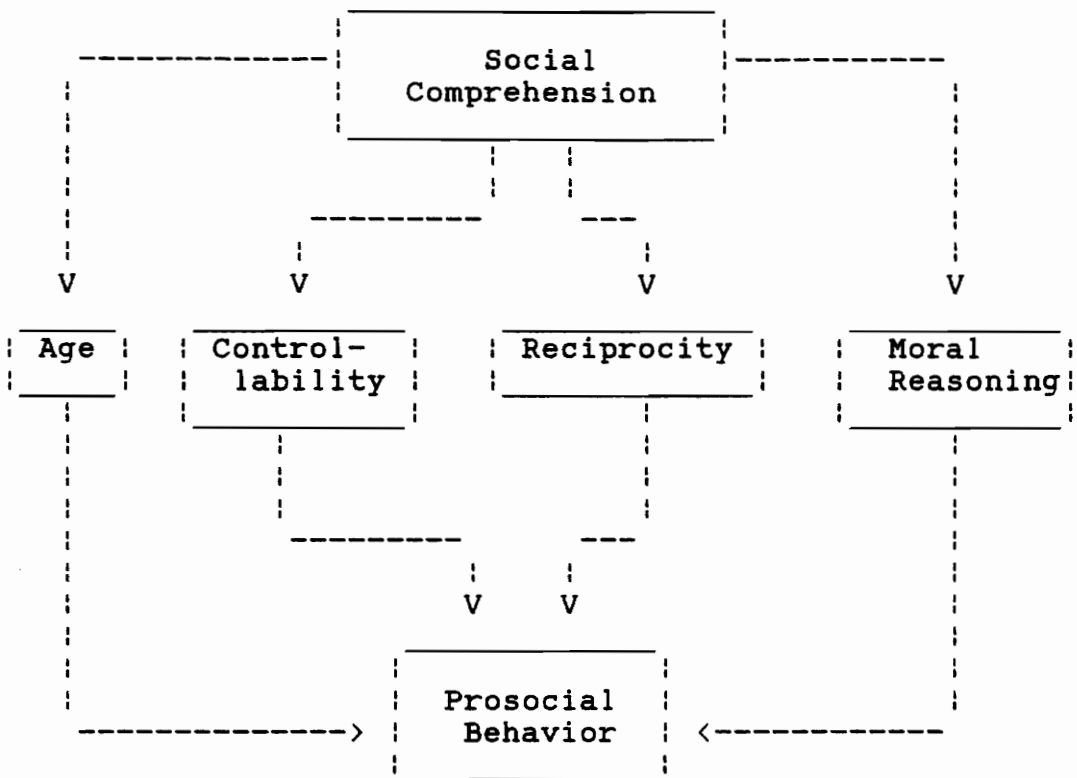 Social
Comprehension
Age
Control-
lability
Reciprocity
Moral
Reasoning
Prosocial
Behavior